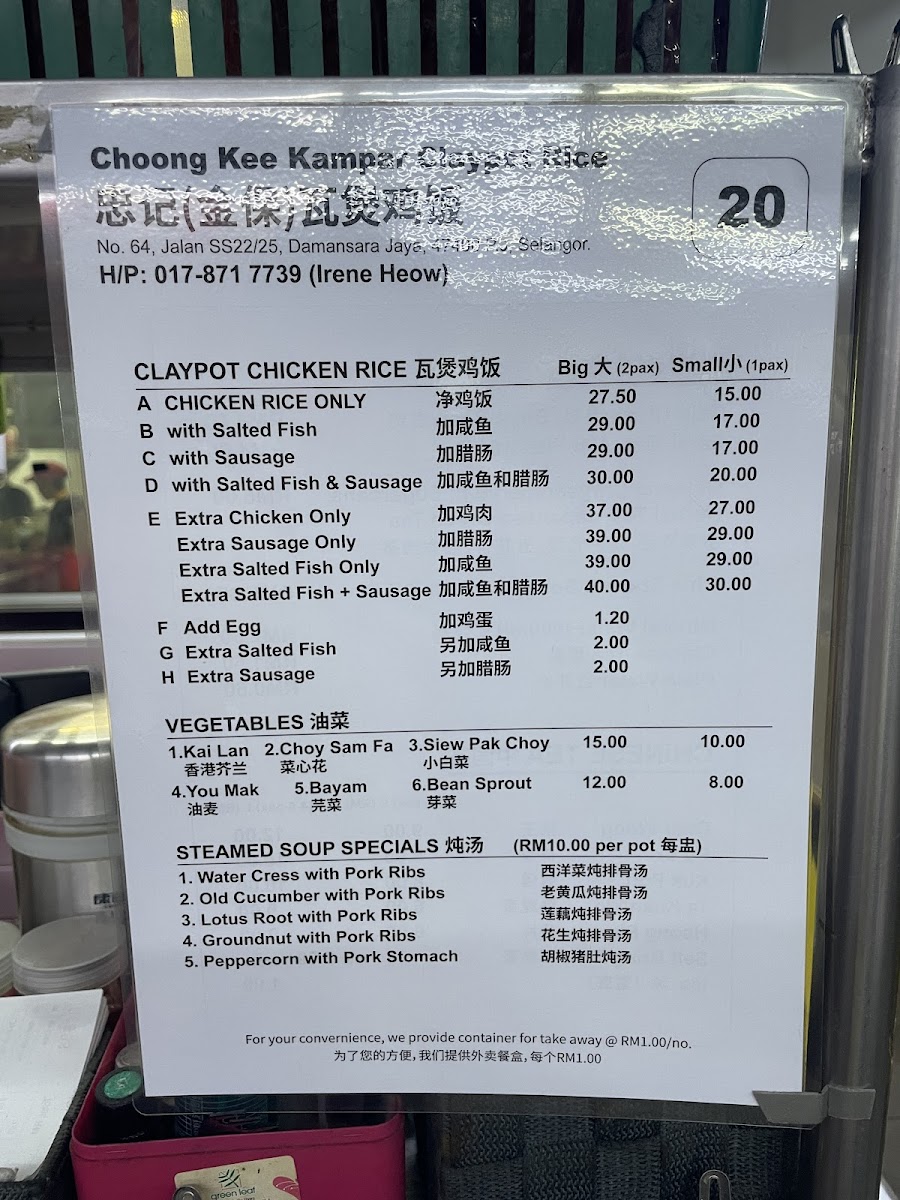 Choong Kee Kampar Claypot Rice
忠记(金保)瓦煲鸡饭
20
No. 64, Jalan SS22/25, Damansara Jaya, 47400 PJ, Selangor.
H/P: 017-871 7739 (Irene Heow)
CLAYPOT CHICKEN RICE 瓦煲鸡饭 Big 大 (2pax) Small小 (1pax)
A CHICKEN RICE ONLY 净鸡饭 27.50 15.00
B with Salted Fish 加咸鱼 29.00 17.00
C with Sausage 加腊肠 29.00 17.00
D with Salted Fish & Sausage 加咸鱼和腊肠 30.00 20.00
E Extra Chicken Only 加鸡肉 37.00 27.00
Extra Sausage Only 加腊肠 39.00 29.00
Extra Salted Fish Only 加咸鱼 39.00 29.00
Extra Salted Fish + Sausage 加咸鱼和腊肠 40.00 30.00
F Add Egg 加鸡蛋 1.20
G Extra Salted Fish 另加咸鱼 2.00
H Extra Sausage 另加腊肠 2.00
VEGETABLES 油菜
1.Kai Lan 2.Choy Sam Fa 3.Siew Pak Choy 15.00 10.00
香港芥兰 菜心花 小白菜
4.You Mak 5.Bayam 6.Bean Sprout 12.00 8.00
油麦 芫菜 芽菜
STEAMED SOUP SPECIALS 炖汤 (RM10.00 per pot 每盅)
1. Water Cress with Pork Ribs 西洋菜炖排骨汤
2. Old Cucumber with Pork Ribs 老黄瓜炖排骨汤
3. Lotus Root with Pork Ribs 莲藕炖排骨汤
4. Groundnut with Pork Ribs 花生炖排骨汤
5. Peppercorn with Pork Stomach 胡椒猪肚炖汤
For your convernience, we provide container for take away @ RM1.00/no.
为了您的方便，我们提供外卖餐盒，每个RM1.00
green leaf